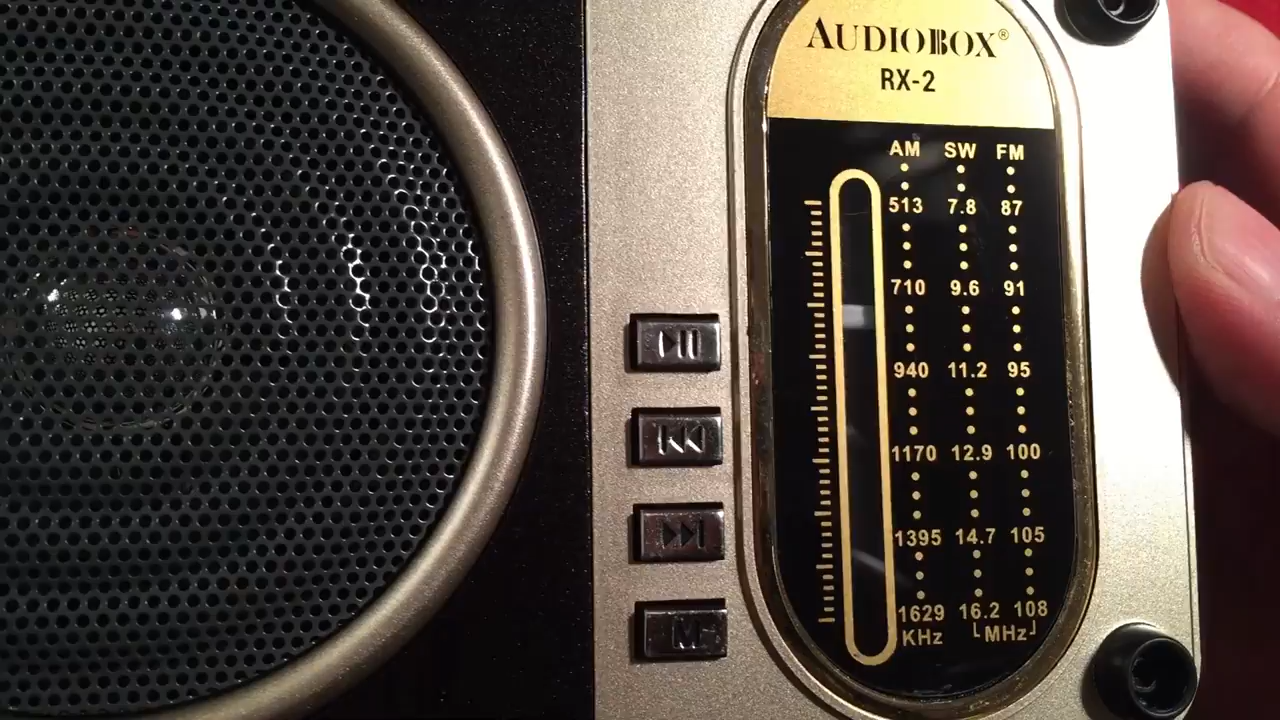 AUDIOBOX®
RX-2
AM SW FM
513 7.8 87
710 9.6 91
940 11.2 95
1170 12.9 100
1395 14.7 105
1629 16.2 108
KHz MHz
M